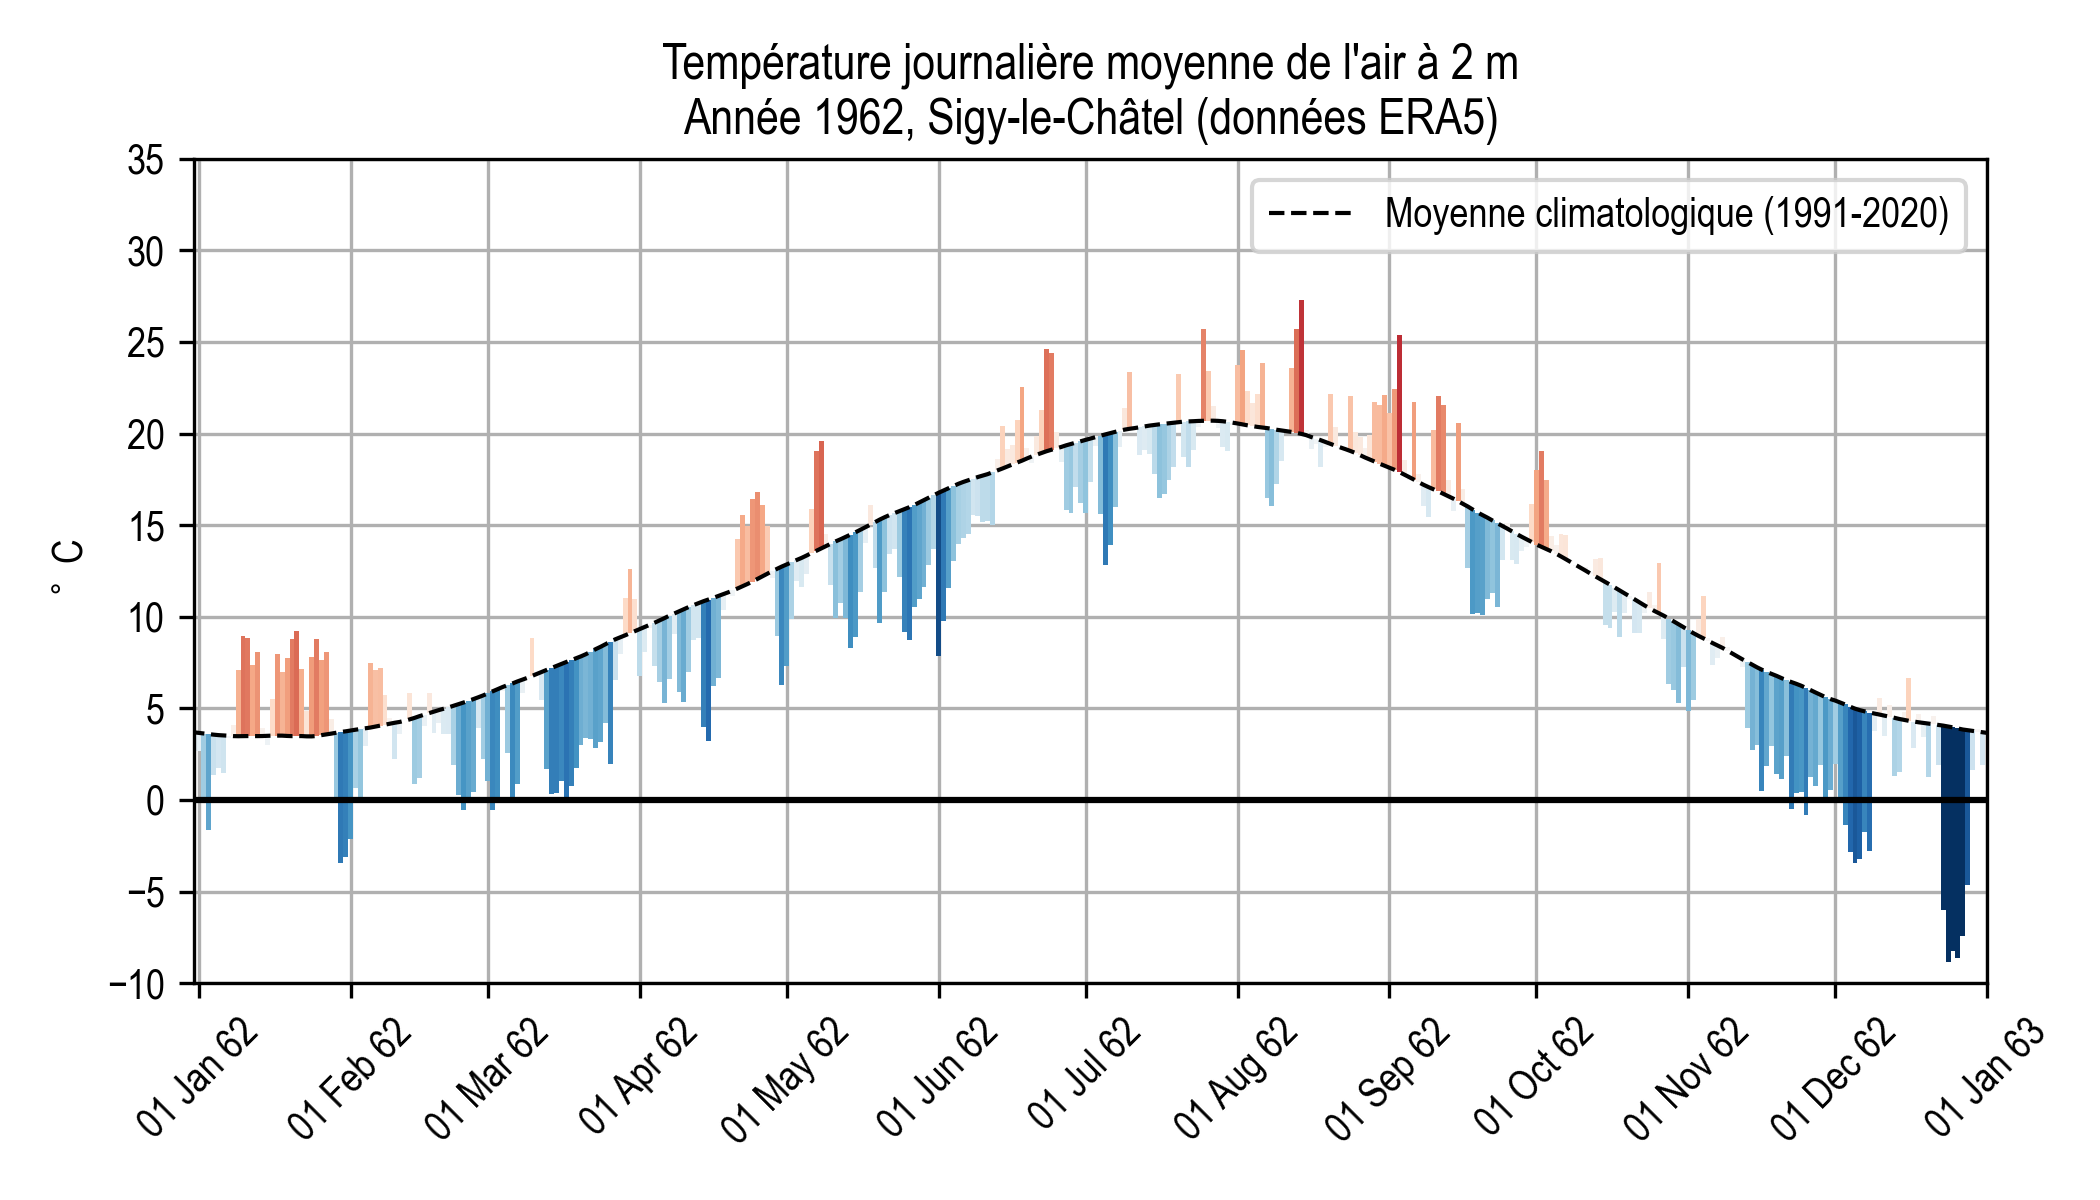 Température journalière moyenne de l'air à 2 m
Année 1962, Sigy-le-Châtel (données ERA5)
Moyenne climatologique (1991-2020)
° C
35
30
25
20
15
10
5
0
−5
−10
01 Jan 62
01 Feb 62
01 Mar 62
01 Apr 62
01 May 62
01 Jun 62
01 Jul 62
01 Aug 62
01 Sep 62
01 Oct 62
01 Nov 62
01 Dec 62
01 Jan 63